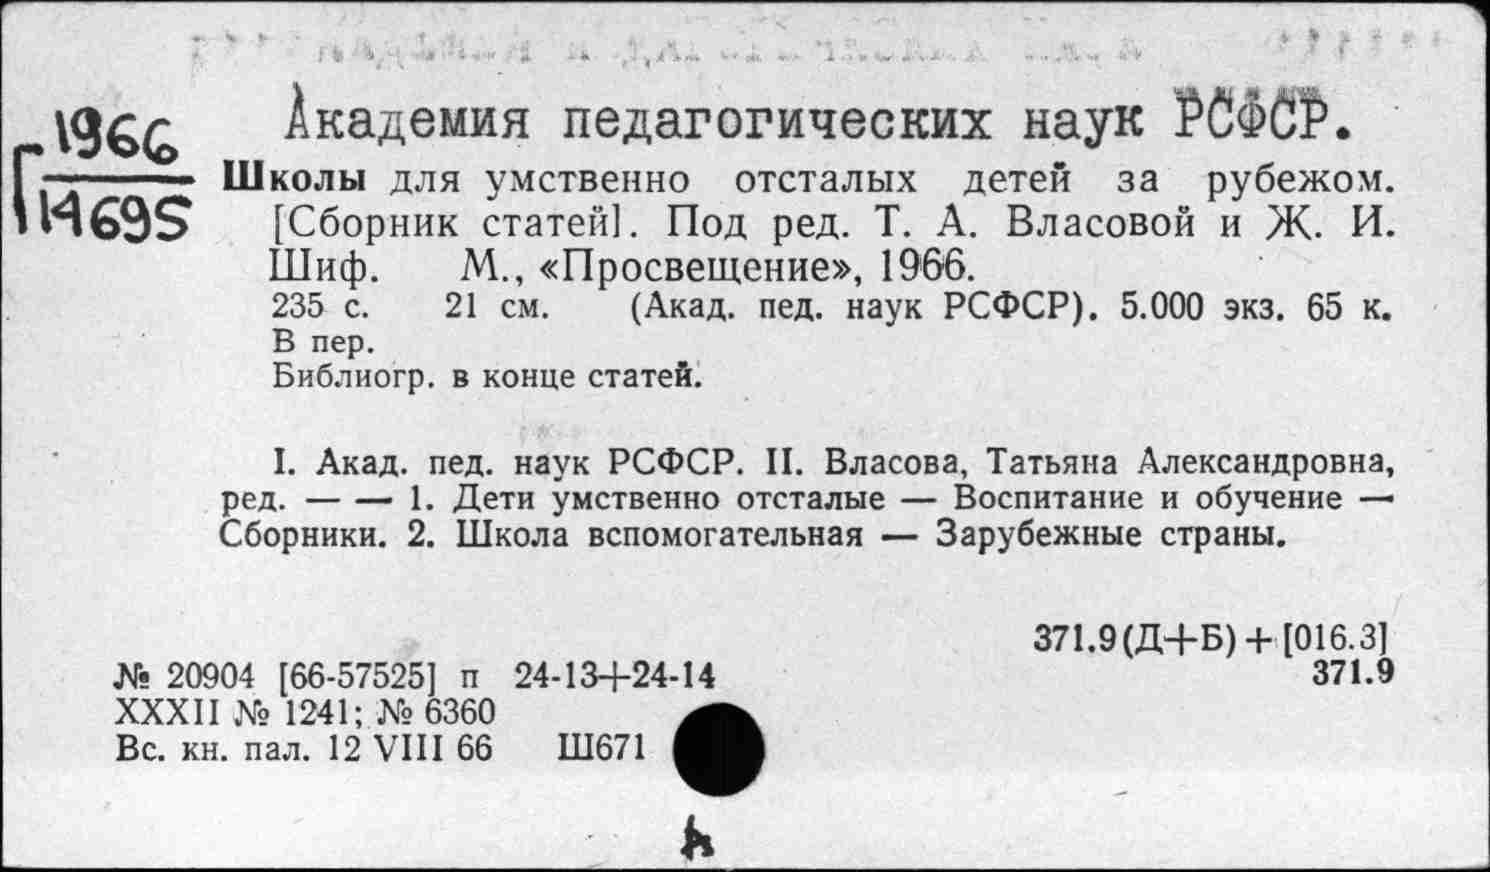 Академия педагогических наук РСФСР.
1966
Школы для умственно отсталых детей за рубежом.
[Сборник статей]. Под ред. Т. А. Власовой и Ж. И.
Шиф. М., «Просвещение», 1966.
235 с. 21 см. (Акад. пед. наук РСФСР). 5.000 экз. 65 к.
В пер.
Библиогр. в конце статей.
I. Акад. пед. наук РСФСР. II. Власова, Татьяна Александровна,
ред. — — 1. Дети умственно отсталые — Воспитание и обучение —
Сборники. 2. Школа вспомогательная — Зарубежные страны.
371.9(Д+Б) + [016.3]
371.9
№ 20904 [66-57525] п 24-13+24-14
XXXII № 1241; № 6360
Вс. кн. пал. 12 VIII 66 Ш671